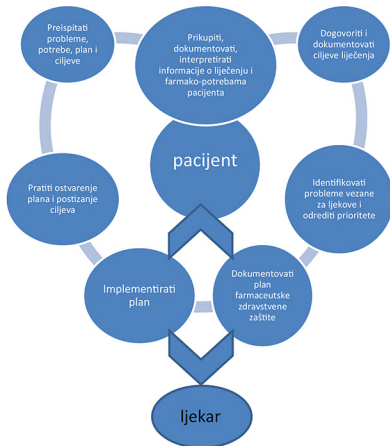 Preispitati
probleme,
potrebe, plan i
ciljeve
Prikupiti,
dokumentovati,
interpretirati
informacije o liječenju i
farmako-potrebama
pacijenta
Dogovoriti i
dokumentovati
ciljeve liječenja
pacijent
Pratiti ostvarenje
plana i postizanje
ciljeva
Identifikovati
probleme vezane
za ljekove i
odrediti prioritete
Implementirati
plan
Dokumentovati
plan
farmaceutske
zdravstvene
zaštite
ljekar